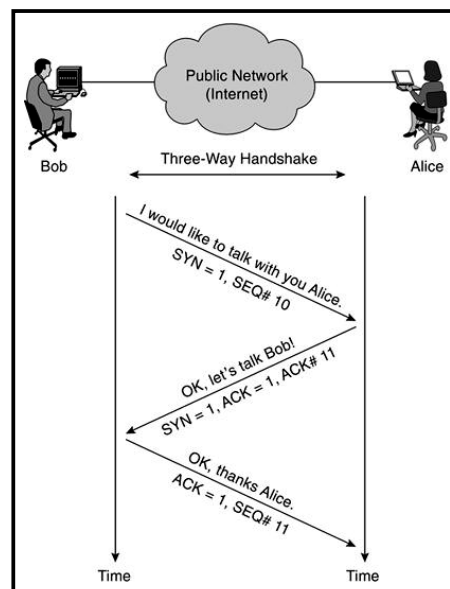 Public Network
(Internet)
Bob
Alice
Three-Way Handshake
I would like to talk with you Alice.
SYN = 1, SEQ# 10
OK, let's talk Bob!
SYN = 1, ACK = 1, ACK# 11
OK, thanks Alice.
ACK = 1, SEQ# 11
Time
Time